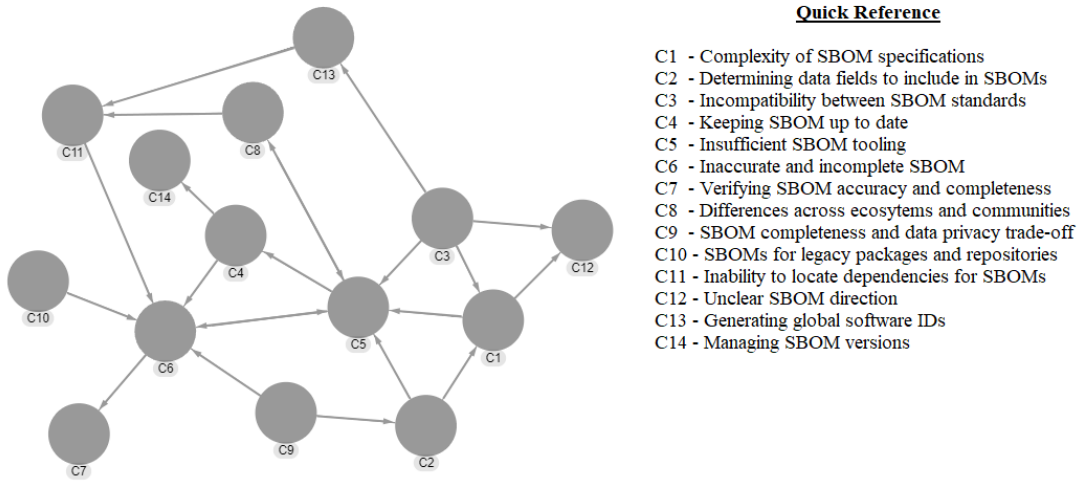 Quick Reference
C1 - Complexity of SBOM specifications
C2 - Determining data fields to include in SBOMs
C3 - Incompatibility between SBOM standards
C4 - Keeping SBOM up to date
C5 - Insufficient SBOM tooling
C6 - Inaccurate and incomplete SBOM
C7 - Verifying SBOM accuracy and completeness
C8 - Differences across ecosytems and communities
C9 - SBOM completeness and data privacy trade-off
C10 - SBOMs for legacy packages and repositories
C11 - Inability to locate dependencies for SBOMs
C12 - Unclear SBOM direction
C13 - Generating global software IDs
C14 - Managing SBOM versions
C13
C11
C8
C14
C3
C12
C4
C10
C5
C1
C6
C9
C2
C7